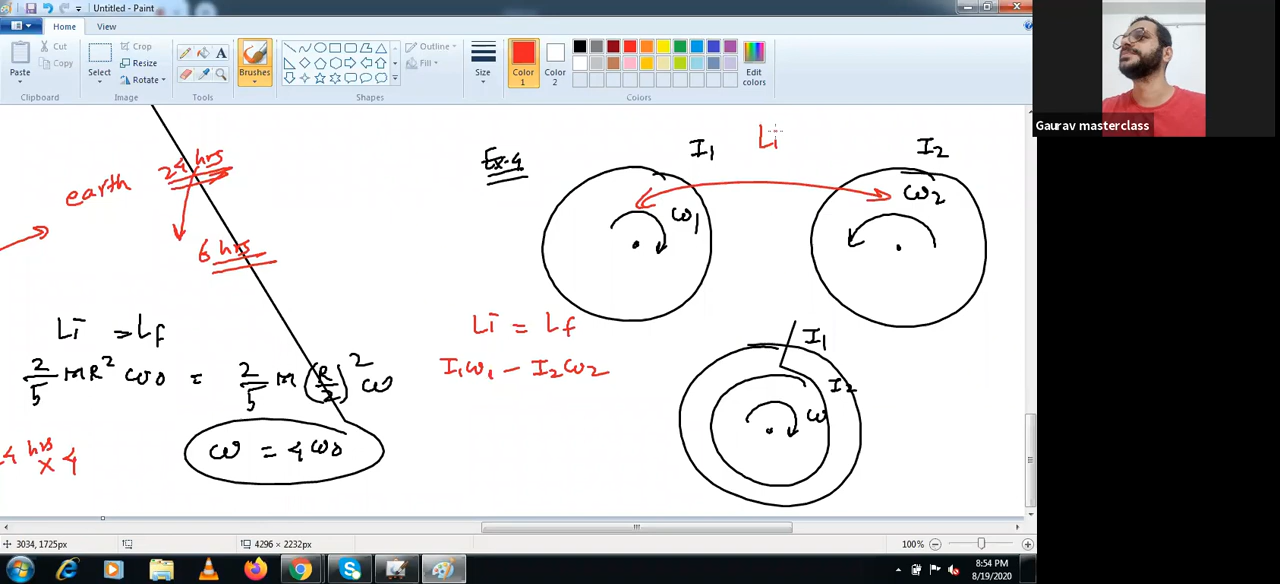 Untitled - Paint
Home
View
Paste
Cut
Copy
Clipboard
Select
Crop
Resize
Rotate
Image
A
Tools
Brushes
Shapes
Outline
Fill
Size
Color 1
Color 2
Edit colors
Colors
Gaurav masterclass
24 hrs
earth
6 hrs
Li = Lf
2/5 MR² ω0 = 2/5 M (R/2)² ω
ω = 4ω0
4 hrs × 4
Ex-4
I1
Li
I2
ω1
ω2
Li = Lf
I1ω1 - I2ω2
I1
I2
ω
3034, 1725px
4296 × 2232px
100%
8:54 PM
8/19/2020